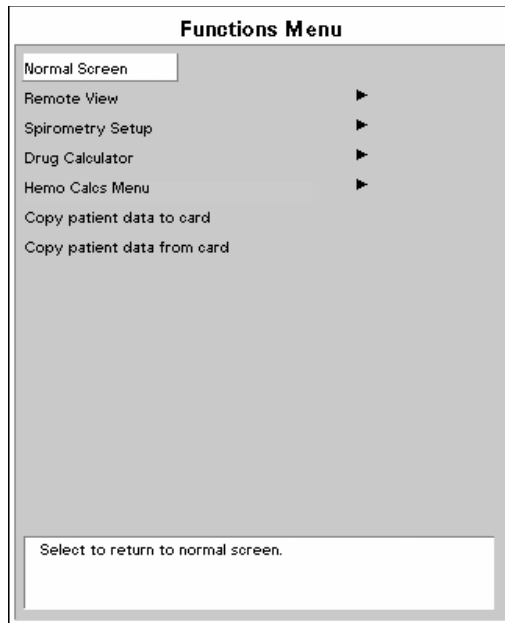 Functions Menu
Normal Screen
Remote View
Spirometry Setup
Drug Calculator
Hemo Calcs Menu
Copy patient data to card
Copy patient data from card
Select to return to normal screen.